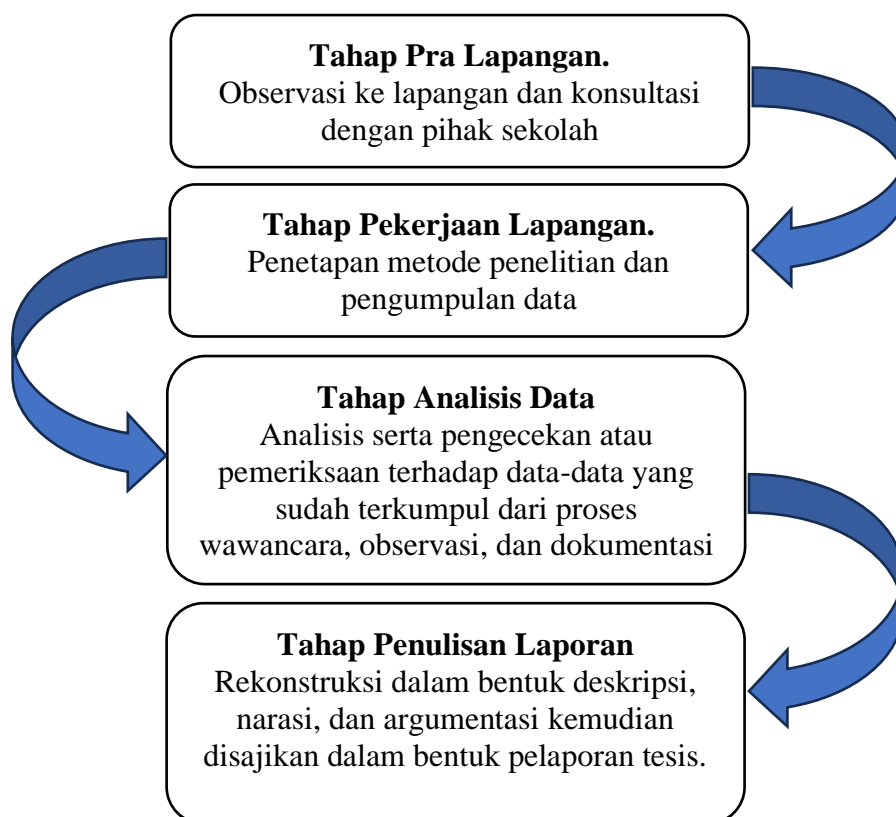 Tahap Pra Lapangan.
Observasi ke lapangan dan konsultasi
dengan pihak sekolah
Tahap Pekerjaan Lapangan.
Penetapan metode penelitian dan
pengumpulan data
Tahap Analisis Data
Analisis serta pengecekan atau
pemeriksaan terhadap data-data yang
sudah terkumpul dari proses
wawancara, observasi, dan dokumentasi
Tahap Penulisan Laporan
Rekonstruksi dalam bentuk deskripsi,
narasi, dan argumentasi kemudian
disajikan dalam bentuk pelaporan tesis.